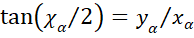 tan(χ_α/2) = y_α/x_α